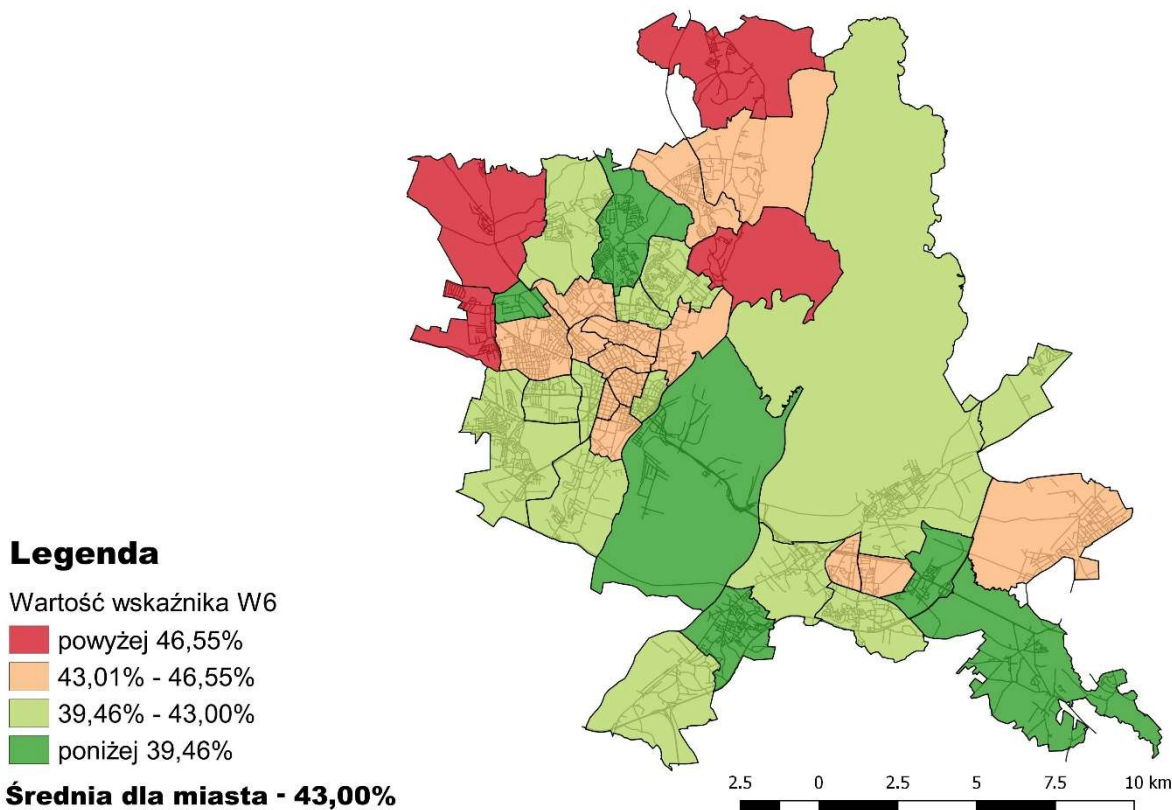 Legenda
Wartość wskaźnika W6
powyżej 46,55%
43,01% - 46,55%
39,46% - 43,00%
poniżej 39,46%
Średnia dla miasta - 43,00%
2.5 0 2.5 5 7.5 10 km